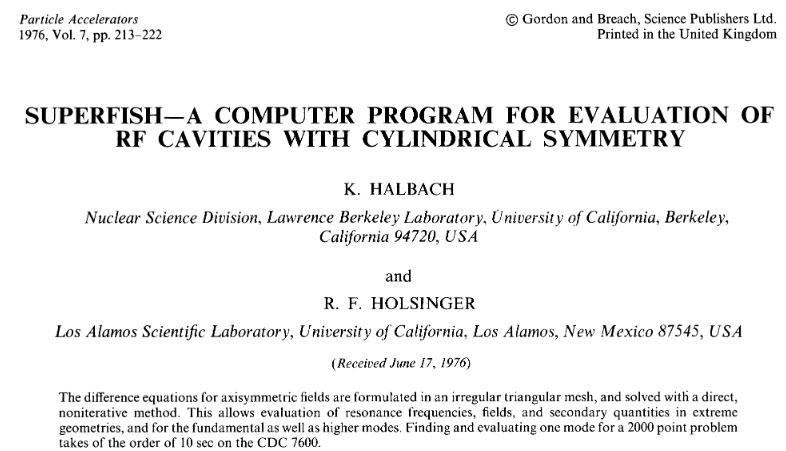 Particle Accelerators
1976, Vol. 7, pp. 213–222
© Gordon and Breach, Science Publishers Ltd.
Printed in the United Kingdom
SUPERFISH—A COMPUTER PROGRAM FOR EVALUATION OF
RF CAVITIES WITH CYLINDRICAL SYMMETRY
K. HALBACH
Nuclear Science Division, Lawrence Berkeley Laboratory, University of California, Berkeley,
California 94720, USA
and
R. F. HOLSINGER
Los Alamos Scientific Laboratory, University of California, Los Alamos, New Mexico 87545, USA
(Received June 17, 1976)
The difference equations for axisymmetric fields are formulated in an irregular triangular mesh, and solved with a direct,
noniterative method. This allows evaluation of resonance frequencies, fields, and secondary quantities in extreme
geometries, and for the fundamental as well as higher modes. Finding and evaluating one mode for a 2000 point problem
takes of the order of 10 sec on the CDC 7600.